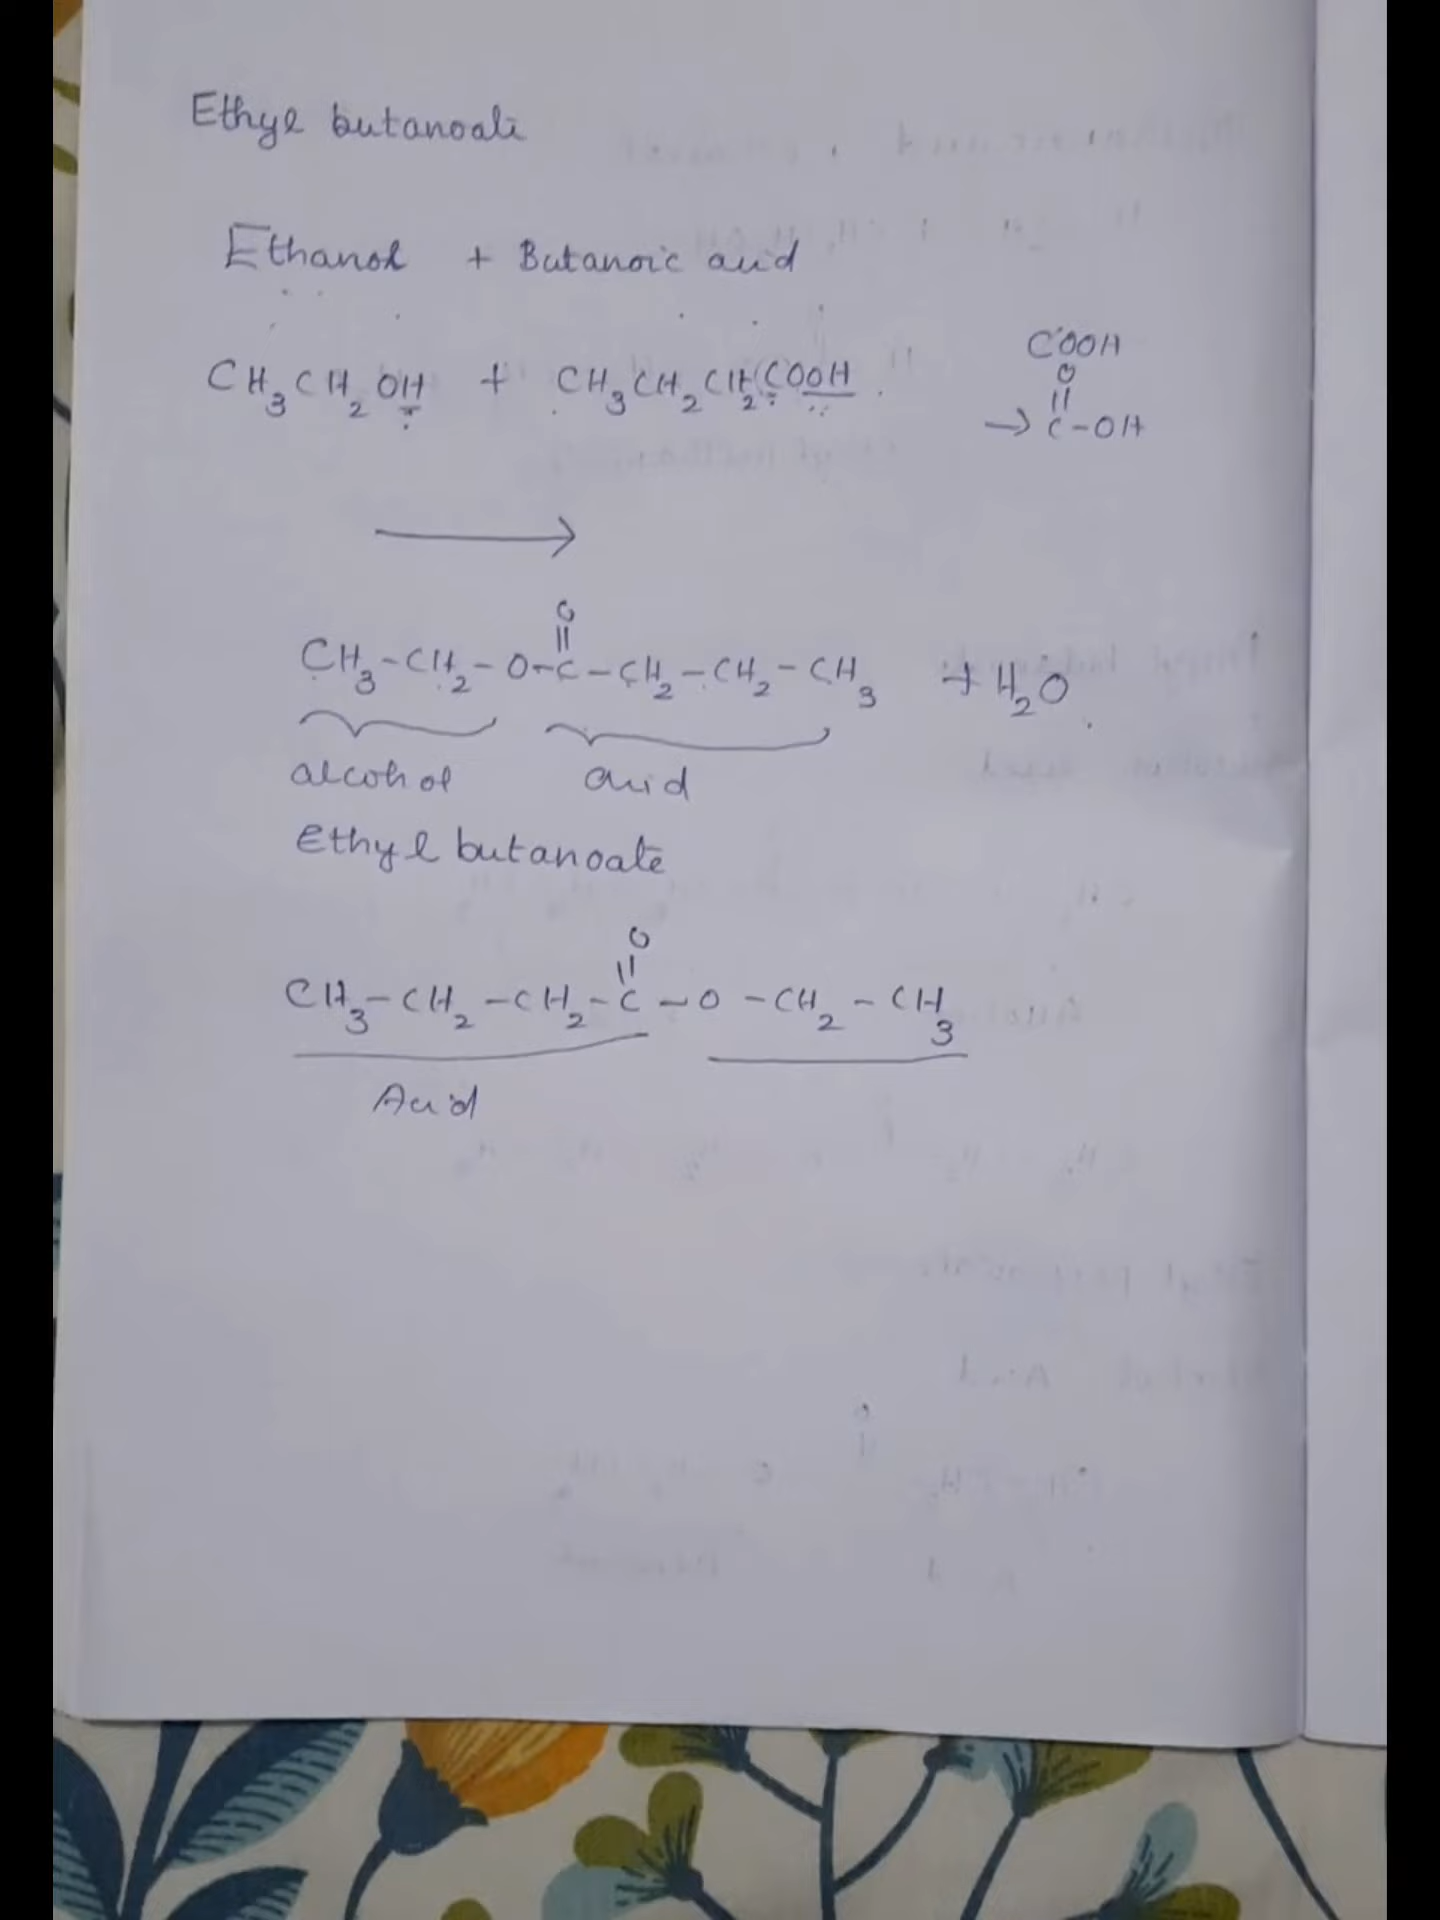 Ethyl butanoate
Ethanol + Butanoic acid
CH3CH2OH + CH3CH2CH2COOH.
COOH
O
||
→ C-OH
→
O
||
CH3-CH2-O-C-CH2-CH2-CH3 + H2O.
alcohol acid
Ethyl butanoate
O
||
CH3-CH2-CH2-C-O-CH2-CH3
Acid